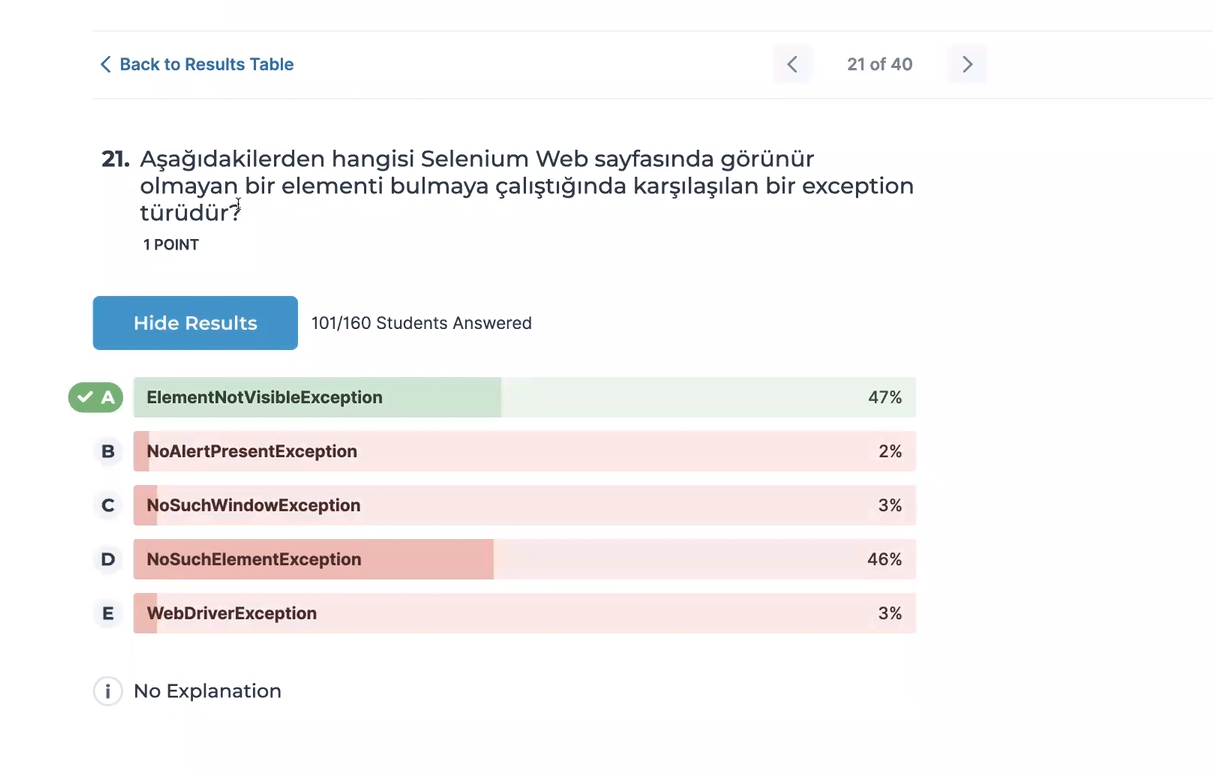 Back to Results Table
21 of 40
21. Aşağıdakilerden hangisi Selenium Web sayfasında görünür
olmayan bir elementi bulmaya çalıştığında karşılaşılan bir exception
türüdür?
1 POINT
Hide Results 101/160 Students Answered
A ElementNotVisibleException 47%
B NoAlertPresentException 2%
C NoSuchWindowException 3%
D NoSuchElementException 46%
E WebDriverException 3%
i No Explanation